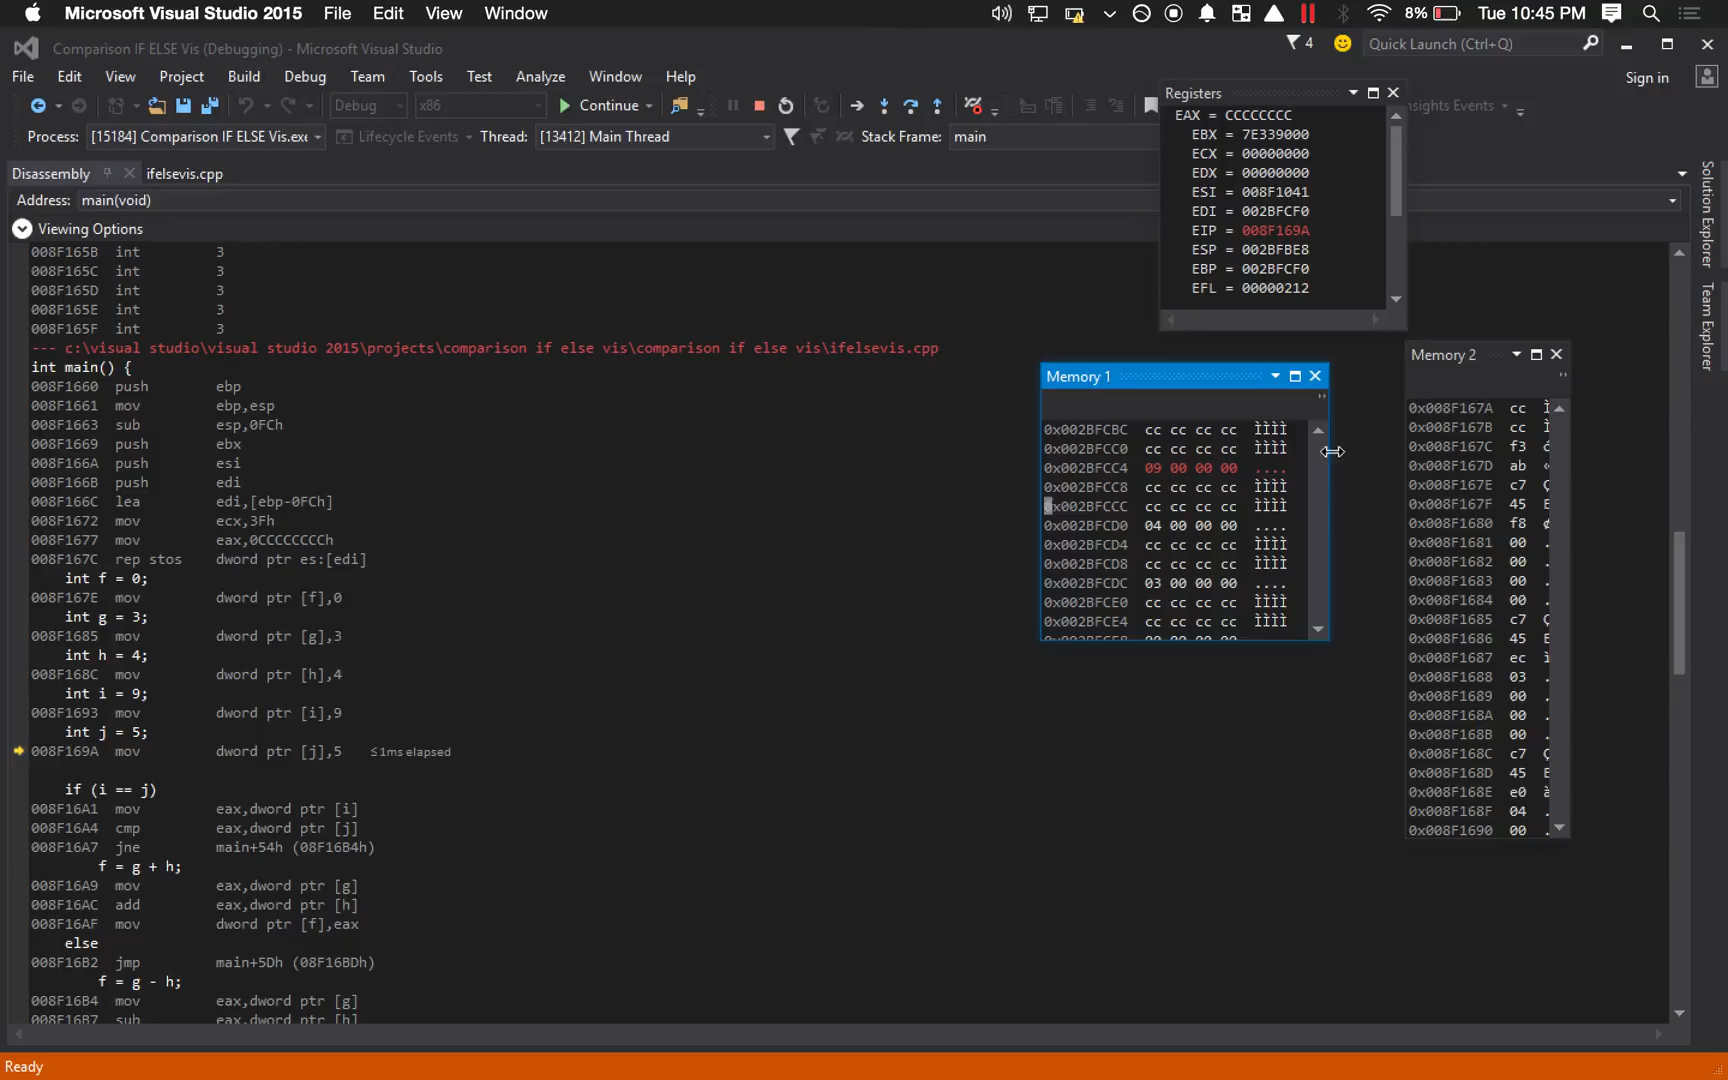 Microsoft Visual Studio 2015 File Edit View Window
8% Tue 10:45 PM
Comparison IF ELSE Vis (Debugging) - Microsoft Visual Studio
4 Quick Launch (Ctrl+Q)
File Edit View Project Build Debug Team Tools Test Analyze Window Help
Sign in
Debug x86 Continue
Insights Events
Process: [15184] Comparison IF ELSE Vis.exe Lifecycle Events Thread: [13412] Main Thread Stack Frame: main
Disassembly ifelsevis.cpp
Address: main(void)
Viewing Options
008F165B int 3
008F165C int 3
008F165D int 3
008F165E int 3
008F165F int 3
--- c:\visual studio\visual studio 2015\projects\comparison if else vis\comparison if else vis\ifelsevis.cpp
int main() {
008F1660 push ebp
008F1661 mov ebp,esp
008F1663 sub esp,0FCh
008F1669 push ebx
008F166A push esi
008F166B push edi
008F166C lea edi,[ebp-0FCh]
008F1672 mov ecx,3Fh
008F1677 mov eax,0CCCCCCCCh
008F167C rep stos dword ptr es:[edi]
int f = 0;
008F167E mov dword ptr [f],0
int g = 3;
008F1685 mov dword ptr [g],3
int h = 4;
008F168C mov dword ptr [h],4
int i = 9;
008F1693 mov dword ptr [i],9
int j = 5;
008F169A mov dword ptr [j],5 ≤1ms elapsed
if (i == j)
008F16A1 mov eax,dword ptr [i]
008F16A4 cmp eax,dword ptr [j]
008F16A7 jne main+54h (08F16B4h)
f = g + h;
008F16A9 mov eax,dword ptr [g]
008F16AC add eax,dword ptr [h]
008F16AF mov dword ptr [f],eax
else
008F16B2 jmp main+5Dh (08F16BDh)
f = g - h;
008F16B4 mov eax,dword ptr [g]
008F16B7 sub eax,dword ptr [h]
Registers
EAX = CCCCCCCC
EBX = 7E339000
ECX = 00000000
EDX = 00000000
ESI = 008F1041
EDI = 002BFCF0
EIP = 008F169A
ESP = 002BFBE8
EBP = 002BFCF0
EFL = 00000212
Memory 1
0x002BFCBC cc cc cc cc ÌÌÌÌ
0x002BFCC0 cc cc cc cc ÌÌÌÌ
0x002BFCC4 09 00 00 00 ....
0x002BFCC8 cc cc cc cc ÌÌÌÌ
0x002BFCCC cc cc cc cc ÌÌÌÌ
0x002BFCD0 04 00 00 00 ....
0x002BFCD4 cc cc cc cc ÌÌÌÌ
0x002BFCD8 cc cc cc cc ÌÌÌÌ
0x002BFCDC 03 00 00 00 ....
0x002BFCE0 cc cc cc cc ÌÌÌÌ
0x002BFCE4 cc cc cc cc ÌÌÌÌ
0x002BFCE8 00 00 00 00
Memory 2
0x008F167A cc
0x008F167B cc
0x008F167C f3
0x008F167D ab
0x008F167E c7
0x008F167F 45
0x008F1680 f8
0x008F1681 00 .
0x008F1682 00 .
0x008F1683 00 .
0x008F1684 00 .
0x008F1685 c7
0x008F1686 45
0x008F1687 ec
0x008F1688 03 .
0x008F1689 00 .
0x008F168A 00 .
0x008F168B 00 .
0x008F168C c7
0x008F168D 45
0x008F168E e0
0x008F168F 04 .
0x008F1690 00 .
Solution Explorer
Team Explorer
Ready